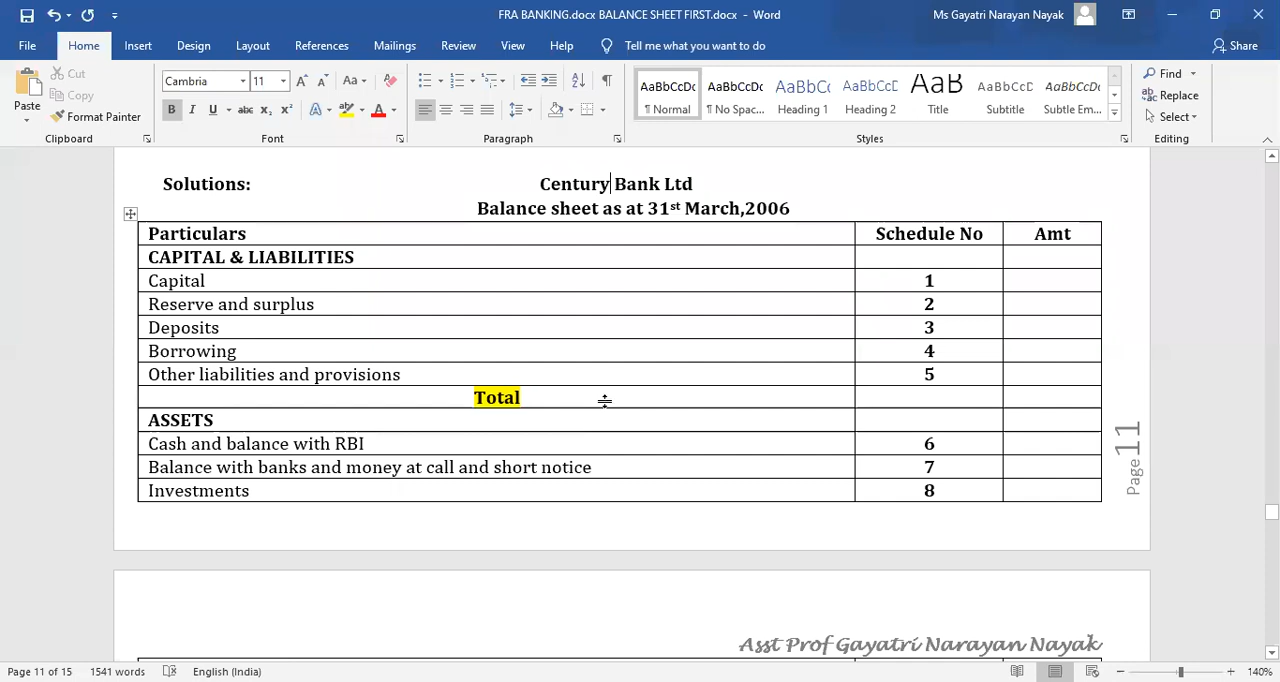 FRA BANKING.docx BALANCE SHEET FIRST.docx - Word
Ms Gayatri Narayan Nayak
File Home Insert Design Layout References Mailings Review View Help Tell me what you want to do Share
Paste
Cut
Copy
Format Painter
Clipboard
Cambria 11
Font
Paragraph
AaBbCcDc AaBbCcDc AaBbCc AaBbCcD AaB AaBbCcD AaBbCcDc
¶ Normal ¶ No Spac... Heading 1 Heading 2 Title Subtitle Subtle Em...
Styles
Find
Replace
Select
Editing
Solutions: Century Bank Ltd
Balance sheet as at 31st March,2006
Particulars Schedule No Amt
CAPITAL & LIABILITIES
Capital 1
Reserve and surplus 2
Deposits 3
Borrowing 4
Other liabilities and provisions 5
Total
ASSETS
Cash and balance with RBI 6
Balance with banks and money at call and short notice 7
Investments 8
Page 11
Asst Prof Gayatri Narayan Nayak
Page 11 of 15 1541 words English (India) 140%